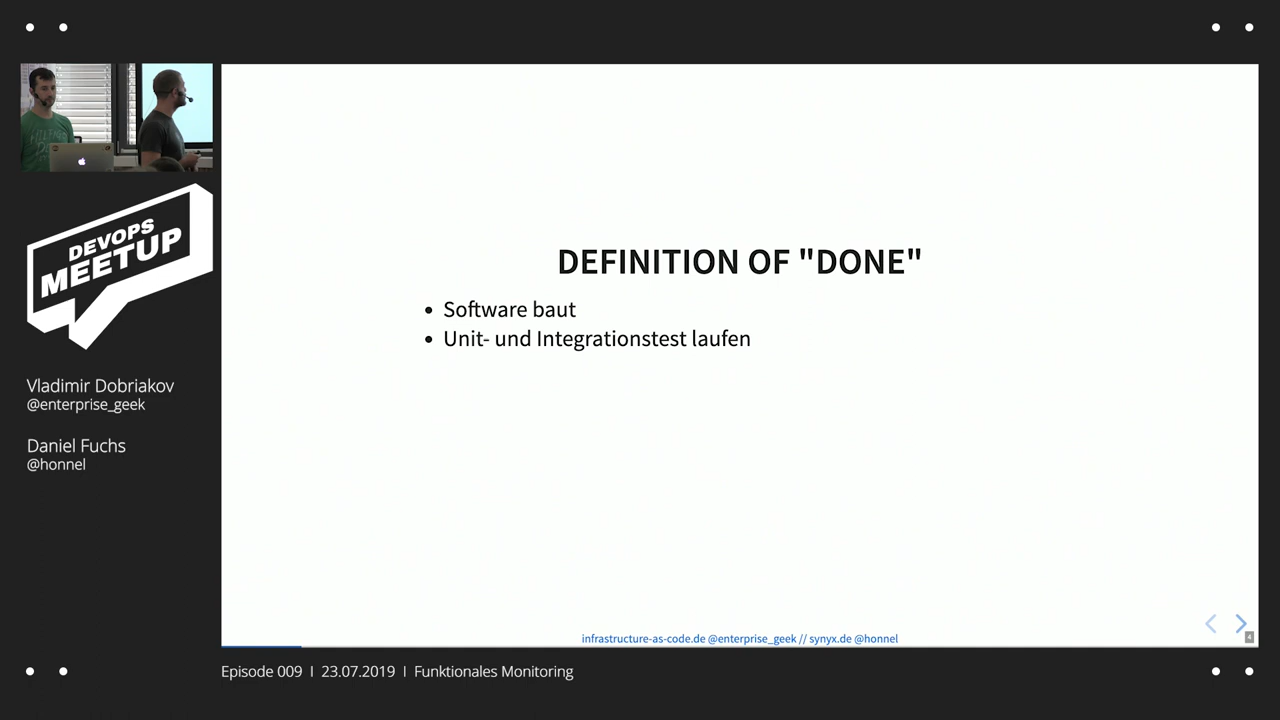 DEVOPS
MEETUP
Vladimir Dobriakov
@enterprise_geek
Daniel Fuchs
@honnel
DEFINITION OF "DONE"
• Software baut
• Unit- und Integrationstest laufen
infrastructure-as-code.de @enterprise_geek // synyx.de @honnel
4
Episode 009 I 23.07.2019 I Funktionales Monitoring